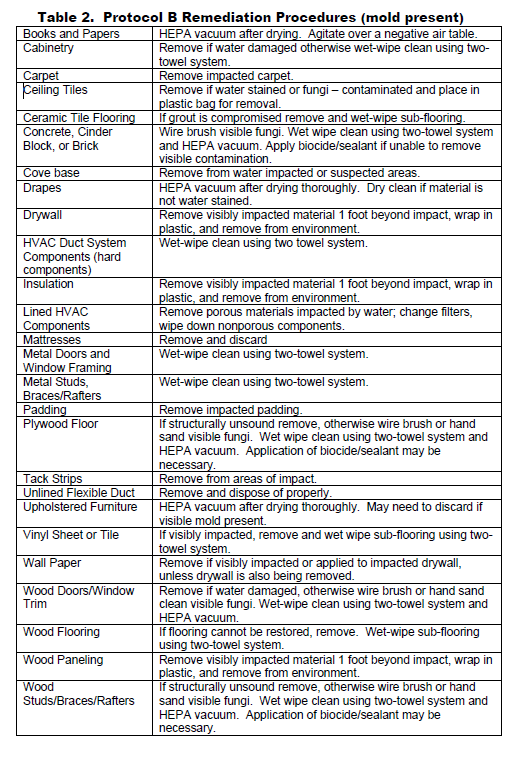 Table 2.  Protocol B Remediation Procedures (mold present)
Books and Papers
HEPA vacuum after drying.  Agitate over a negative air table.
Cabinetry
Remove if water damaged otherwise wet-wipe clean using two-
towel system.
Carpet
Remove impacted carpet.
Ceiling Tiles
Remove if water stained or fungi – contaminated and place in
plastic bag for removal.
Ceramic Tile Flooring
If grout is compromised remove and wet-wipe sub-flooring.
Concrete, Cinder
Block, or Brick
Wire brush visible fungi. Wet wipe clean using two-towel system
and HEPA vacuum. Apply biocide/sealant if unable to remove
visible contamination.
Cove base
Remove from water impacted or suspected areas.
Drapes
HEPA vacuum after drying thoroughly.  Dry clean if material is
not water stained.
Drywall
Remove visibly impacted material 1 foot beyond impact, wrap in
plastic, and remove from environment.
HVAC Duct System
Components (hard
components)
Wet-wipe clean using two towel system.
Insulation
Remove visibly impacted material 1 foot beyond impact, wrap in
plastic, and remove from environment.
Lined HVAC
Components
Remove porous materials impacted by water; change filters,
wipe down nonporous components.
Mattresses
Remove and discard
Metal Doors and
Window Framing
Wet-wipe clean using two-towel system.
Metal Studs,
Braces/Rafters
Wet-wipe clean using two-towel system.
Padding
Remove impacted padding.
Plywood Floor
If structurally unsound remove, otherwise wire brush or hand
sand visible fungi.  Wet wipe clean using two-towel system and
HEPA vacuum.  Application of biocide/sealant may be
necessary.
Tack Strips
Remove from areas of impact.
Unlined Flexible Duct
Remove and dispose of properly.
Upholstered Furniture
HEPA vacuum after drying thoroughly.  May need to discard if
visible mold present.
Vinyl Sheet or Tile
If visibly impacted, remove and wet wipe sub-flooring using two-
towel system.
Wall Paper
Remove if visibly impacted or applied to impacted drywall,
unless drywall is also being removed.
Wood Doors/Window
Trim
Remove if water damaged, otherwise wire brush or hand sand
clean visible fungi. Wet-wipe clean using two-towel system and
HEPA vacuum.
Wood Flooring
If flooring cannot be restored, remove.  Wet-wipe sub-flooring
using two-towel system.
Wood Paneling
Remove visibly impacted material 1 foot beyond impact, wrap in
plastic, and remove from environment.
Wood
Studs/Braces/Rafters
If structurally unsound remove, otherwise wire brush or hand
sand visible fungi.  Wet wipe clean using two-towel system and
HEPA vacuum.  Application of biocide/sealant may be
necessary.